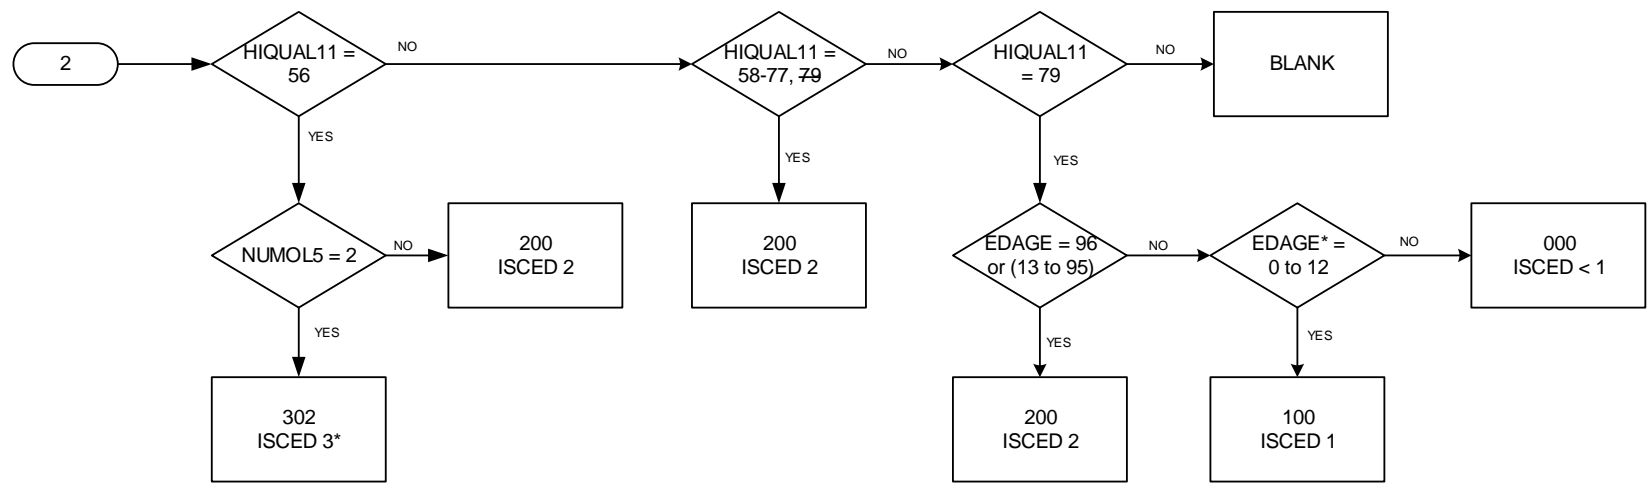 2
HIQUAL11 =
56
NO
HIQUAL11 =
58-77, 79
NO
HIQUAL11
= 79
NO
BLANK
YES
YES
YES
NUMOL5 = 2
NO
200
ISCED 2
200
ISCED 2
EDAGE = 96
or (13 to 95)
NO
EDAGE* =
0 to 12
NO
000
ISCED < 1
YES
YES
YES
302
ISCED 3*
200
ISCED 2
100
ISCED 1